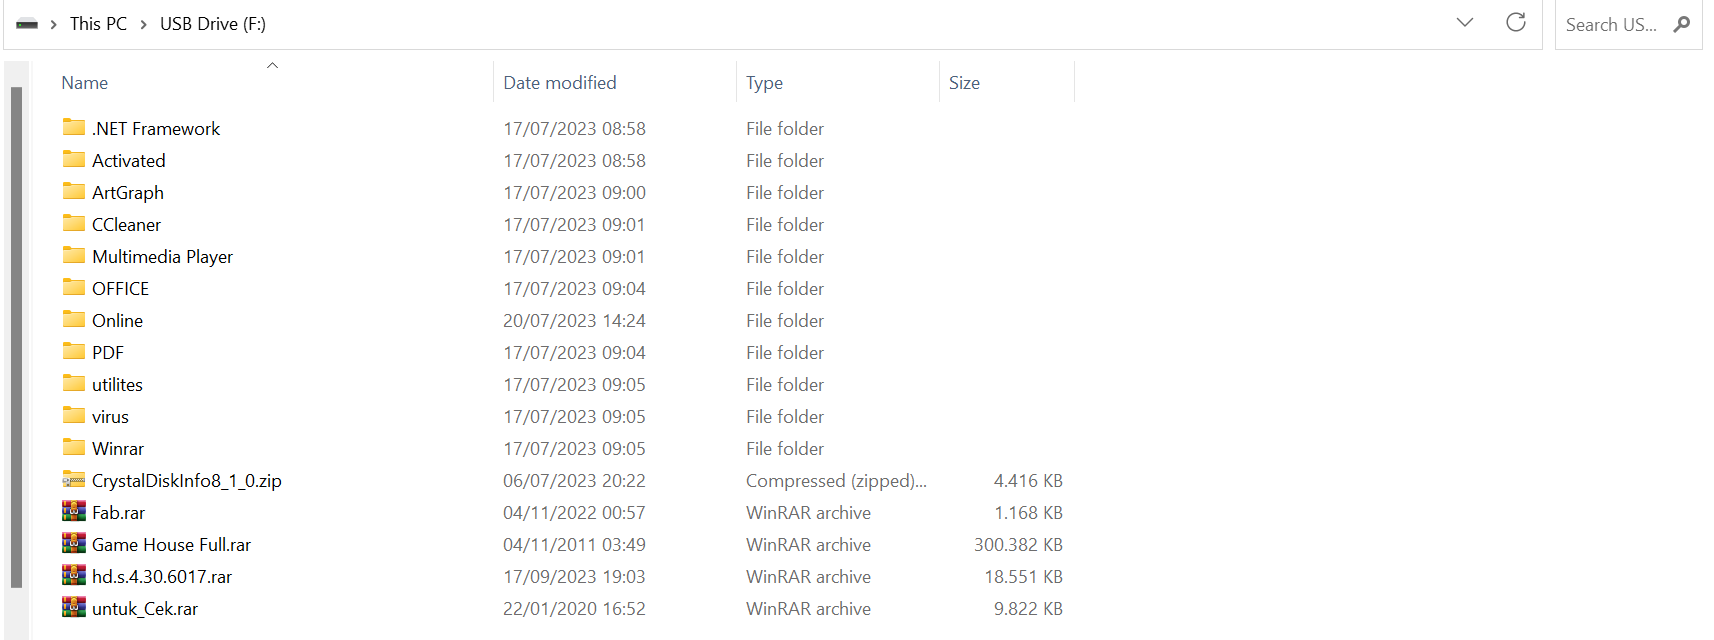 This PC > USB Drive (F:) Search US...
Name Date modified Type Size
.NET Framework 17/07/2023 08:58 File folder
Activated 17/07/2023 08:58 File folder
ArtGraph 17/07/2023 09:00 File folder
CCleaner 17/07/2023 09:01 File folder
Multimedia Player 17/07/2023 09:01 File folder
OFFICE 17/07/2023 09:04 File folder
Online 20/07/2023 14:24 File folder
PDF 17/07/2023 09:04 File folder
utilites 17/07/2023 09:05 File folder
virus 17/07/2023 09:05 File folder
Winrar 17/07/2023 09:05 File folder
CrystalDiskInfo8_1_0.zip 06/07/2023 20:22 Compressed (zipped)... 4.416 KB
Fab.rar 04/11/2022 00:57 WinRAR archive 1.168 KB
Game House Full.rar 04/11/2011 03:49 WinRAR archive 300.382 KB
hd.s.4.30.6017.rar 17/09/2023 19:03 WinRAR archive 18.551 KB
untuk_Cek.rar 22/01/2020 16:52 WinRAR archive 9.822 KB